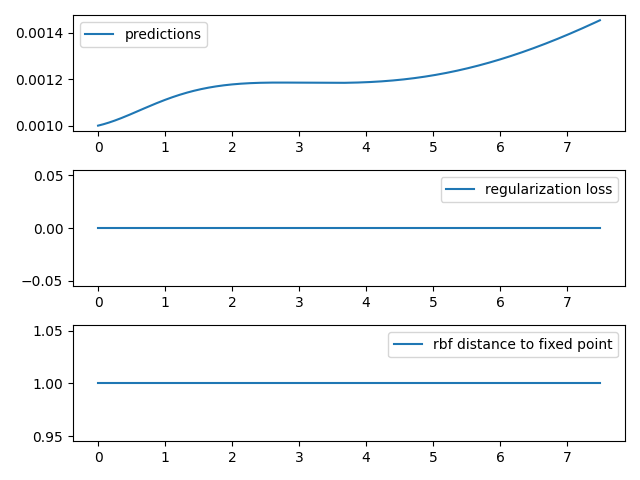 0.0014
predictions
0.0012
0.0010
0 1 2 3 4 5 6 7
0.05
regularization loss
0.00
−0.05
0 1 2 3 4 5 6 7
1.05
rbf distance to fixed point
1.00
0.95
0 1 2 3 4 5 6 7